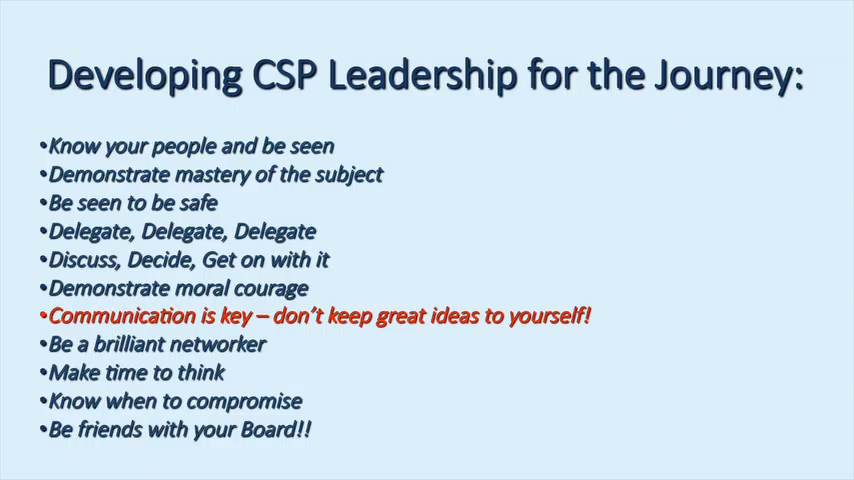 Developing CSP Leadership for the Journey:
•Know your people and be seen
•Demonstrate mastery of the subject
•Be seen to be safe
•Delegate, Delegate, Delegate
•Discuss, Decide, Get on with it
•Demonstrate moral courage
•Communication is key – don’t keep great ideas to yourself!
•Be a brilliant networker
•Make time to think
•Know when to compromise
•Be friends with your Board!!